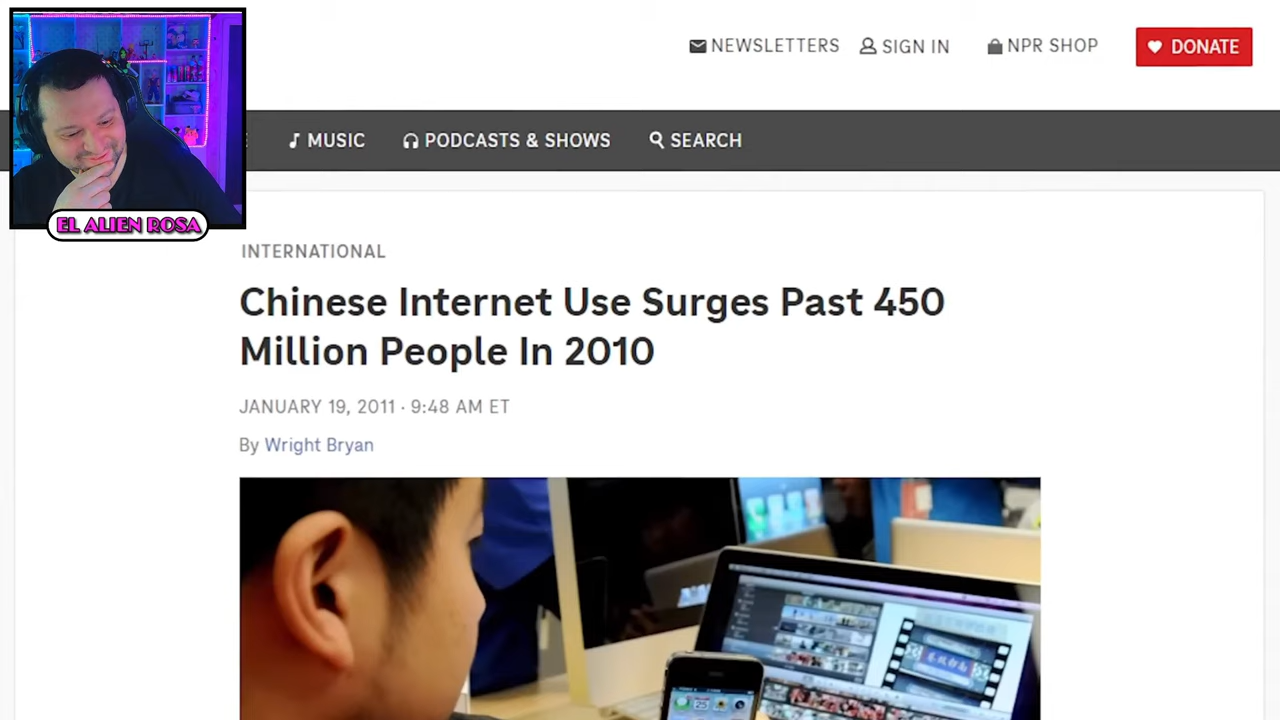 NEWSLETTERS SIGN IN NPR SHOP DONATE
MUSIC PODCASTS & SHOWS SEARCH
EL ALIEN ROSA
INTERNATIONAL
Chinese Internet Use Surges Past 450
Million People In 2010
JANUARY 19, 2011 · 9:48 AM ET
By Wright Bryan